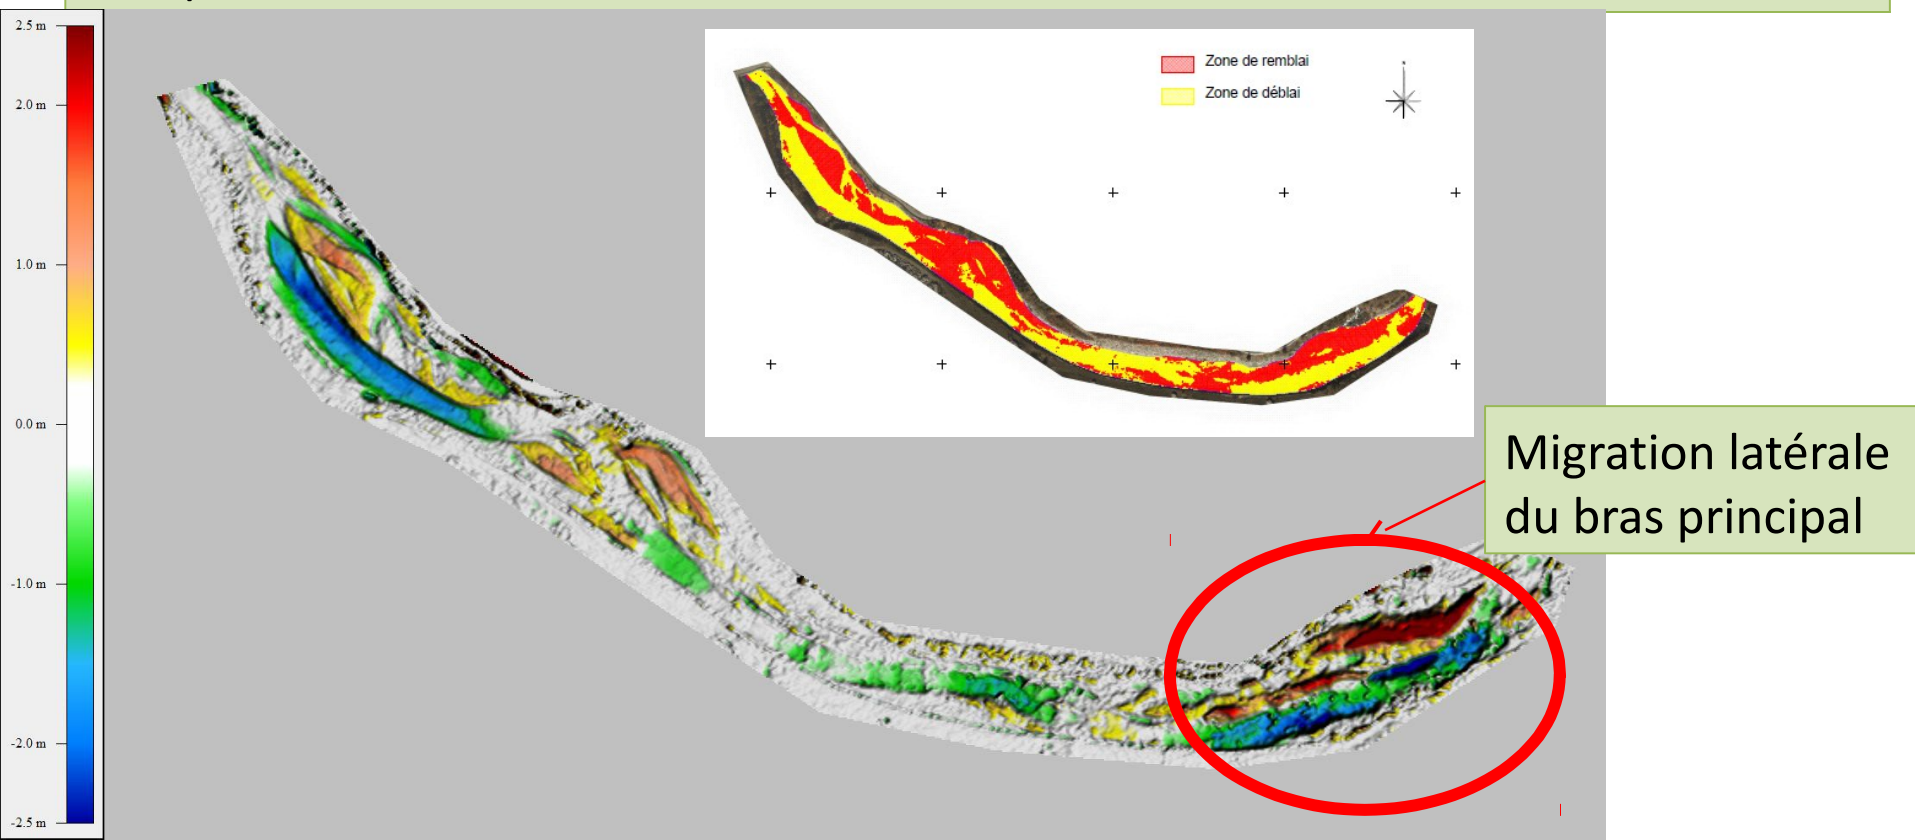 2.5 m
2.0 m
1.0 m
0.0 m
-1.0 m
-2.0 m
-2.5 m
Zone de remblai
Zone de déblai
Migration latérale
du bras principal